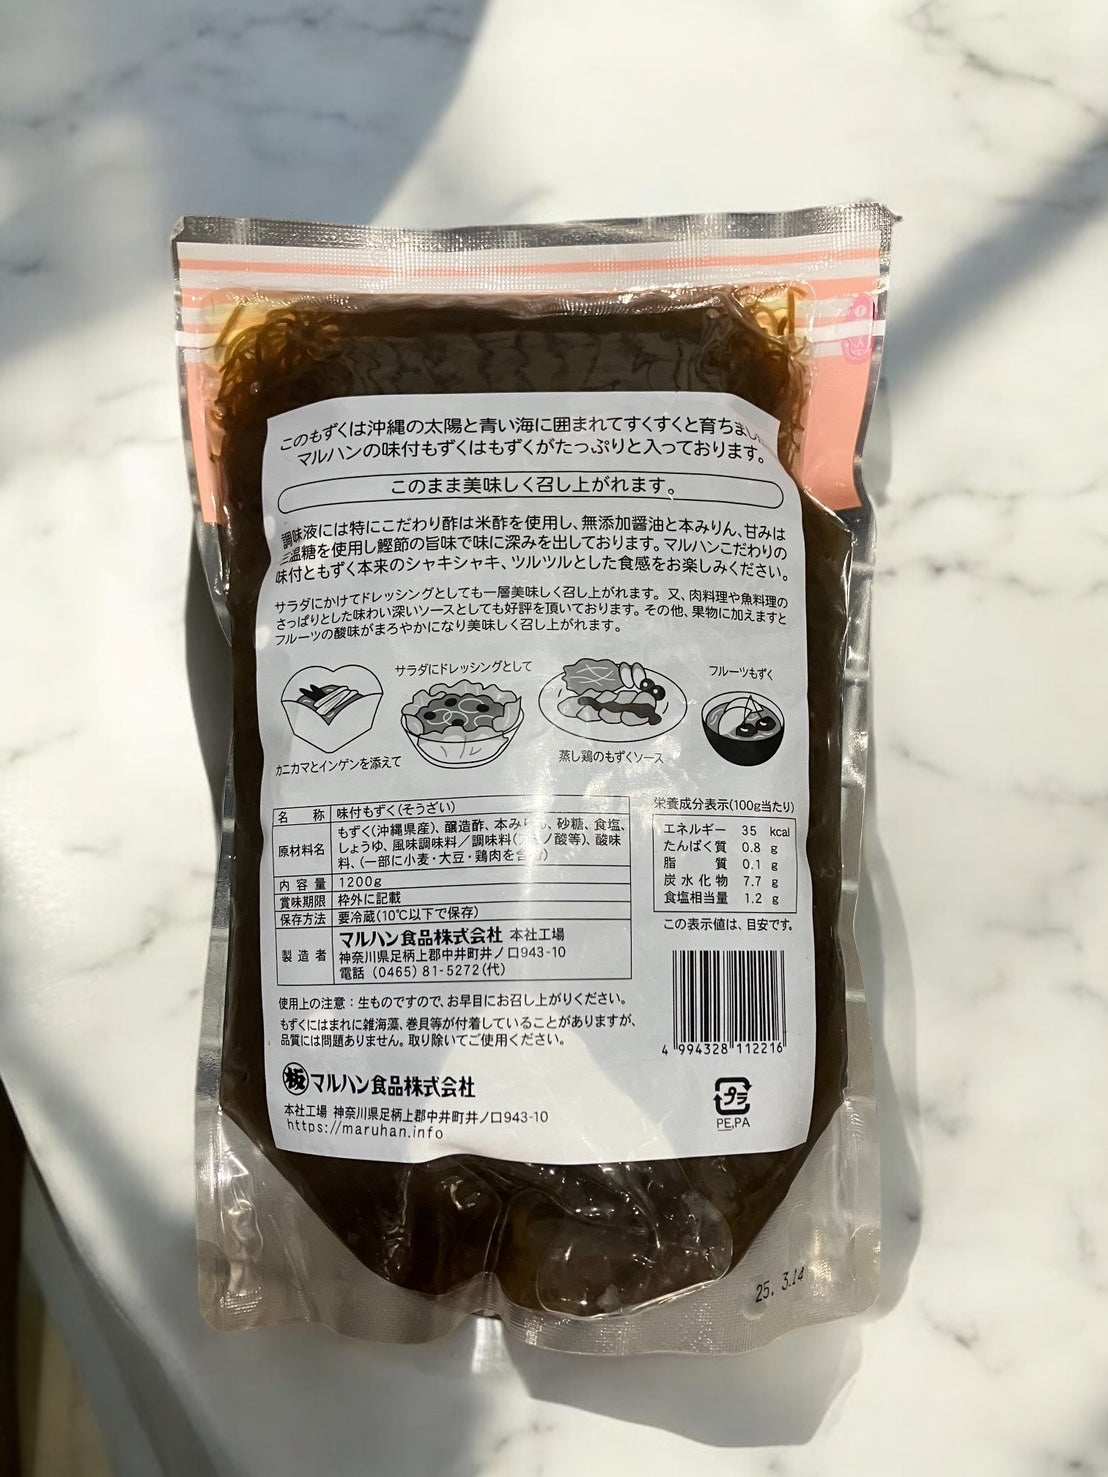 このもずくは沖縄の太陽と青い海に囲まれてすくすくと育ちまし
マルハンの味付もずくはもずくがたっぷりと入っております。
このまま美味しく召し上がれます。
調味液には特にこだわり酢は米酢を使用し、無添加醤油と本みりん、甘みは
三温糖を使用し鰹節の旨味で味に深みを出しております。マルハンこだわりの
味付ともずく本来のシャキシャキ、ツルツルとした食感をお楽しみください。
サラダにかけてドレッシングとしても一層美味しく召し上がれます。又、肉料理や魚料理の
さっぱりとした味わい深いソースとしても好評を頂いております。その他、果物に加えますと
フルーツの酸味がまろやかになり美味しく召し上がれます。
サラダにドレッシングとして
フルーツもずく
カニカマとインゲンを添えて
蒸し鶏のもずくソース
名称 味付もずく(そうざい)
原材料名 もずく(沖縄県産)、醸造酢、本みりん、砂糖、食塩、
しょうゆ、風味調味料／調味料(アミノ酸等)、酸味
料、(一部に小麦・大豆・鶏肉を含む)
内容量 1200g
賞味期限 枠外に記載
保存方法 要冷蔵(10℃以下で保存)
製造者 マルハン食品株式会社 本社工場
神奈川県足柄上郡中井町井ノ口943-10
電話 (0465) 81-5272(代)
栄養成分表示(100g当たり)
エネルギー 35 kcal
たんぱく質 0.8 g
脂質 0.1 g
炭水化物 7.7 g
食塩相当量 1.2 g
この表示値は、目安です。
使用上の注意：生ものですので、お早目にお召し上がりください。
もずくにはまれに雑海藻、巻貝等が付着していることがありますが、
品質には問題ありません。取り除いてご使用ください。
4 994328 112216
板 マルハン食品株式会社
本社工場 神奈川県足柄上郡中井町井ノ口943-10
https://maruhan.info
プラ
PE,PA
25. 3.14